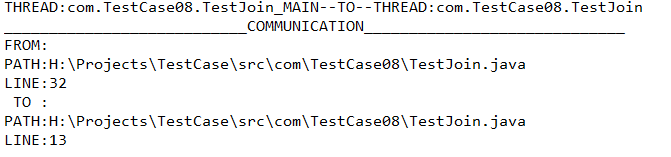 THREAD:com.TestCase08.TestJoin_MAIN--TO--THREAD:com.TestCase08.TestJoin
___________________________COMMUNICATION_____________________________
FROM:
PATH:H:\Projects\TestCase\src\com\TestCase08\TestJoin.java
LINE:32
TO :
PATH:H:\Projects\TestCase\src\com\TestCase08\TestJoin.java
LINE:13